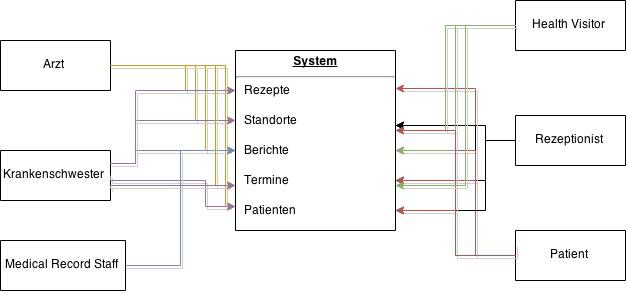 Health Visitor
Arzt
System
Rezepte
Standorte
Berichte
Termine
Patienten
Rezeptionist
Krankenschwester
Medical Record Staff
Patient